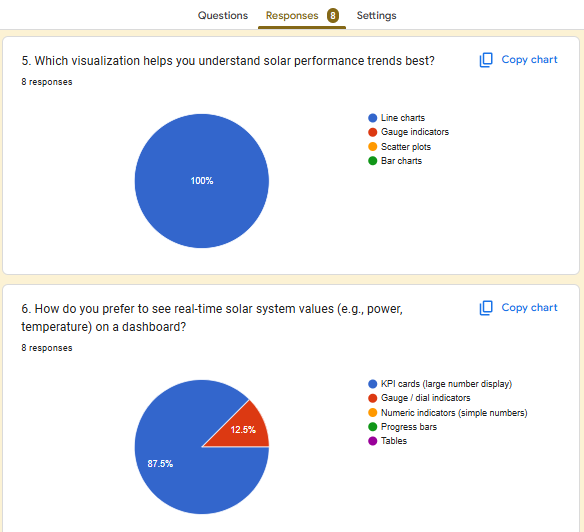 Questions Responses 8 Settings
5. Which visualization helps you understand solar performance trends best?
Copy chart
8 responses
100%
Line charts
Gauge indicators
Scatter plots
Bar charts
6. How do you prefer to see real-time solar system values (e.g., power,
temperature) on a dashboard?
Copy chart
8 responses
12.5%
87.5%
KPI cards (large number display)
Gauge / dial indicators
Numeric indicators (simple numbers)
Progress bars
Tables